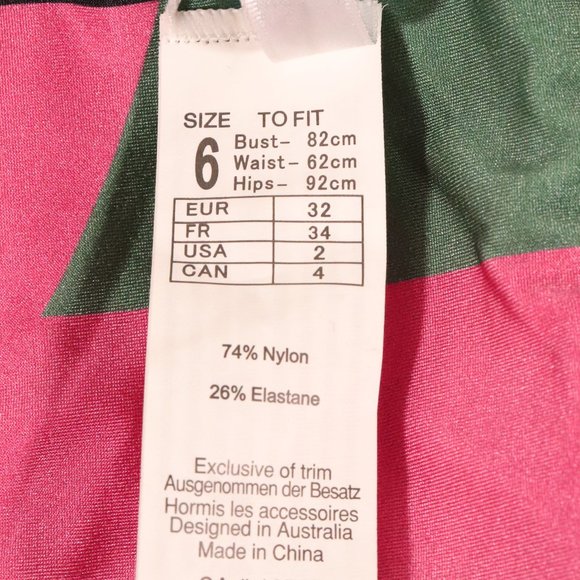 SIZE TO FIT
6 Bust- 82cm
Waist- 62cm
Hips- 92cm
EUR 32
FR 34
USA 2
CAN 4
74% Nylon
26% Elastane
Exclusive of trim
Ausgenommen der Besatz
Hormis les accessoires
Designed in Australia
Made in China